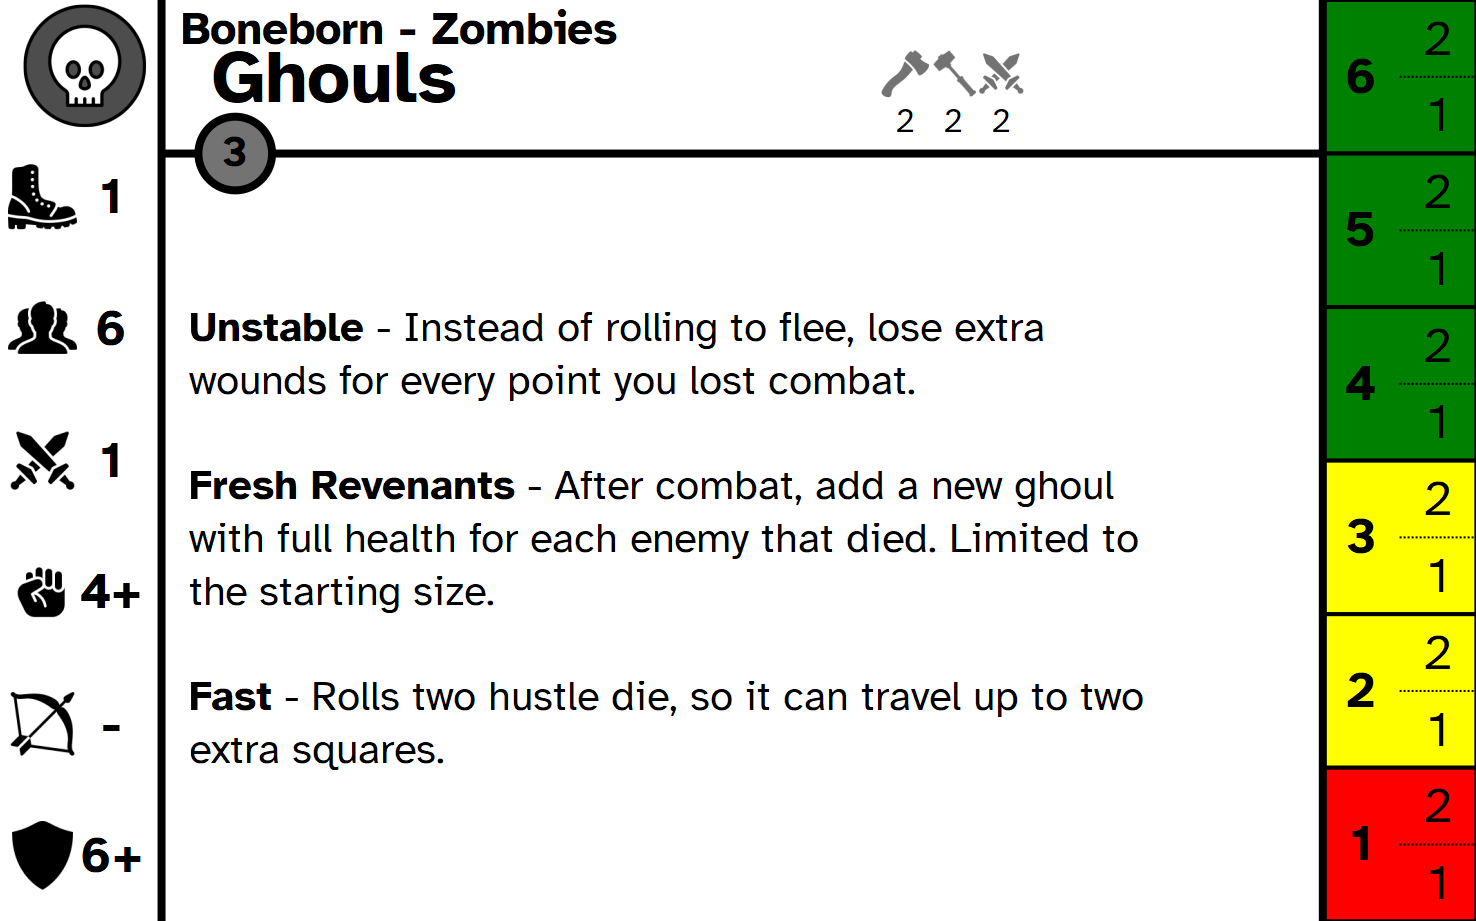 Boneborn - Zombies
Ghouls
2 2 2
3
1
6
1
4+
-
6+
Unstable - Instead of rolling to flee, lose extra
wounds for every point you lost combat.
Fresh Revenants - After combat, add a new ghoul
with full health for each enemy that died. Limited to
the starting size.
Fast - Rolls two hustle die, so it can travel up to two
extra squares.
6 2
1
5 2
1
4 2
1
3 2
1
2 2
1
1 2
1